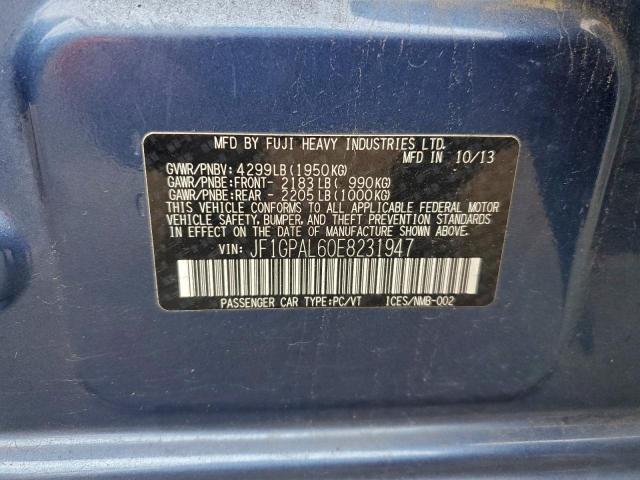 MFD BY FUJI HEAVY INDUSTRIES LTD.
MFD IN 10/13
GVWR/PNBV: 4299LB(1950KG)
GAWR/PNBE:FRONT- 2183LB( 990KG)
GAWR/PNBE:REAR - 2205LB(1000KG)
THIS VEHICLE CONFORMS TO ALL APPLICABLE FEDERAL MOTOR
VEHICLE SAFETY, BUMPER, AND THEFT PREVENTION STANDARDS
IN EFFECT ON THE DATE OF MANUFACTURE SHOWN ABOVE.
VIN: JF1GPAL60E8231947
PASSENGER CAR TYPE:PC/VT ICES/NMB-002